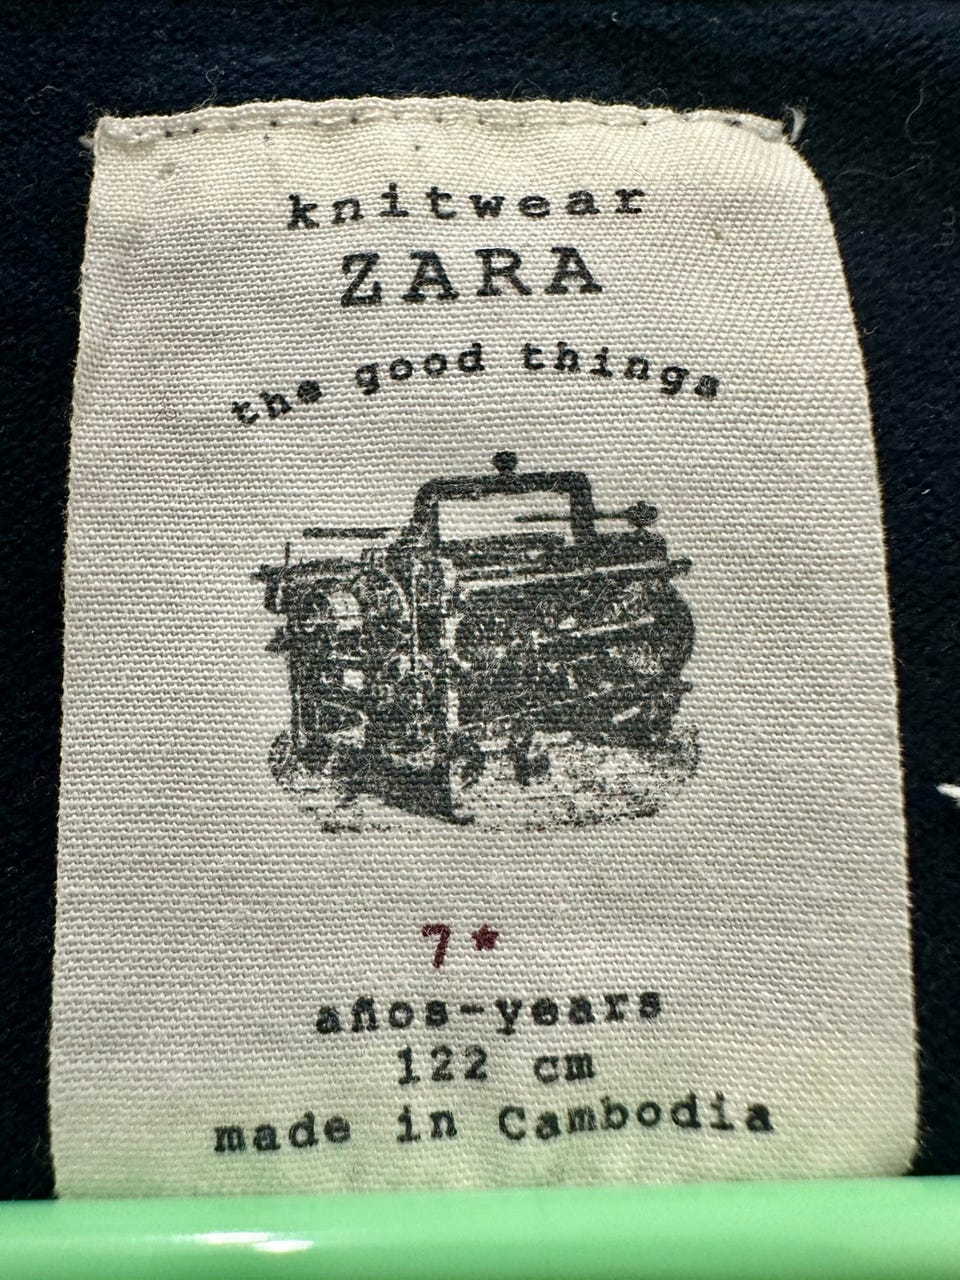 knitwear
ZARA
the good things
7*
años-years
122 cm
made in Cambodia